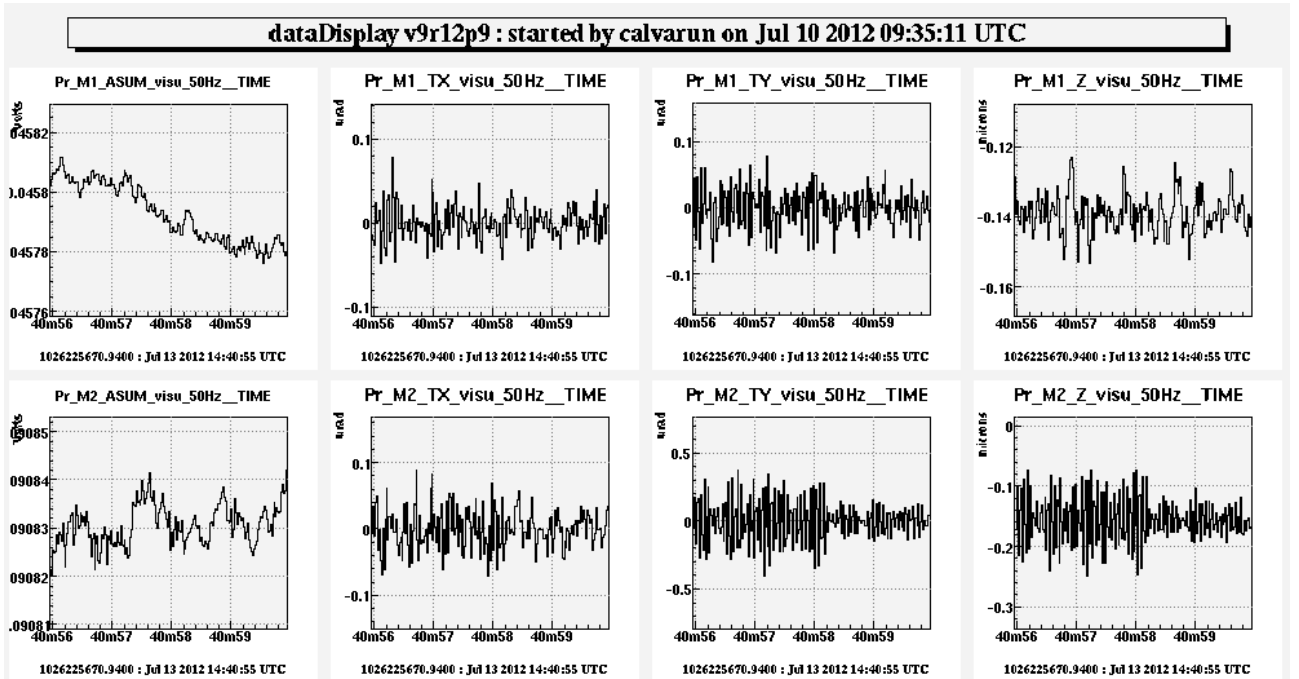 dataDisplay v9r12p9 : started by calvarun on Jul 10 2012 09:35:11 UTC
Pr_M1_ASUM_visu_50Hz__TIME
04582
.0458
04578
04576
40m56 40m57 40m58 40m59
1026225670.9400 : Jul 13 2012 14:40:55 UTC
Pr_M1_TX_visu_50Hz__TIME
urad
0.1
0
-0.1
40m56 40m57 40m58 40m59
1026225670.9400 : Jul 13 2012 14:40:55 UTC
Pr_M1_TY_visu_50Hz__TIME
urad
0.1
0
-0.1
40m56 40m57 40m58 40m59
1026225670.9400 : Jul 13 2012 14:40:55 UTC
Pr_M1_Z_visu_50Hz__TIME
microns
-0.12
-0.14
-0.16
40m56 40m57 40m58 40m59
1026225670.9400 : Jul 13 2012 14:40:55 UTC
Pr_M2_ASUM_visu_50Hz__TIME
09085
09084
09083
09082
.09081
40m56 40m57 40m58 40m59
1026225670.9400 : Jul 13 2012 14:40:55 UTC
Pr_M2_TX_visu_50Hz__TIME
urad
0.1
0
-0.1
40m56 40m57 40m58 40m59
1026225670.9400 : Jul 13 2012 14:40:55 UTC
Pr_M2_TY_visu_50Hz__TIME
urad
0.5
0
-0.5
40m56 40m57 40m58 40m59
1026225670.9400 : Jul 13 2012 14:40:55 UTC
Pr_M2_Z_visu_50Hz__TIME
microns
0
-0.1
-0.2
-0.3
40m56 40m57 40m58 40m59
1026225670.9400 : Jul 13 2012 14:40:55 UTC